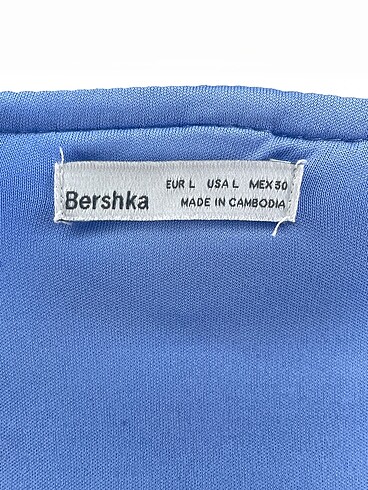 EUR L USA L MEX 30
Bershka MADE IN CAMBODIA